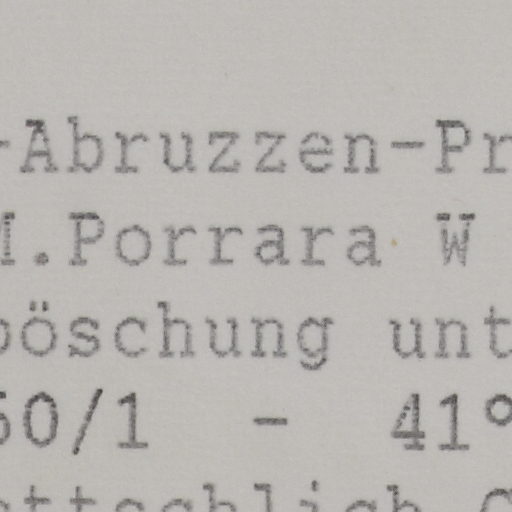 -Abruzzen-Pr
M.Porrara W
böschung unt
50/1 - 41°